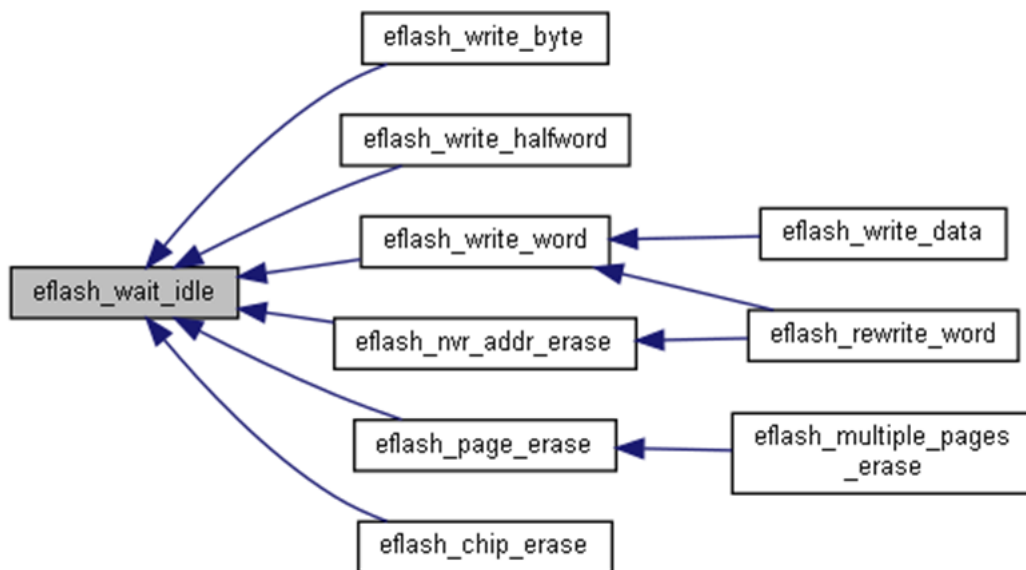 eflash_write_byte
eflash_write_halfword
eflash_write_word
eflash_write_data
eflash_wait_idle
eflash_nvr_addr_erase
eflash_rewrite_word
eflash_page_erase
eflash_multiple_pages
_erase
eflash_chip_erase